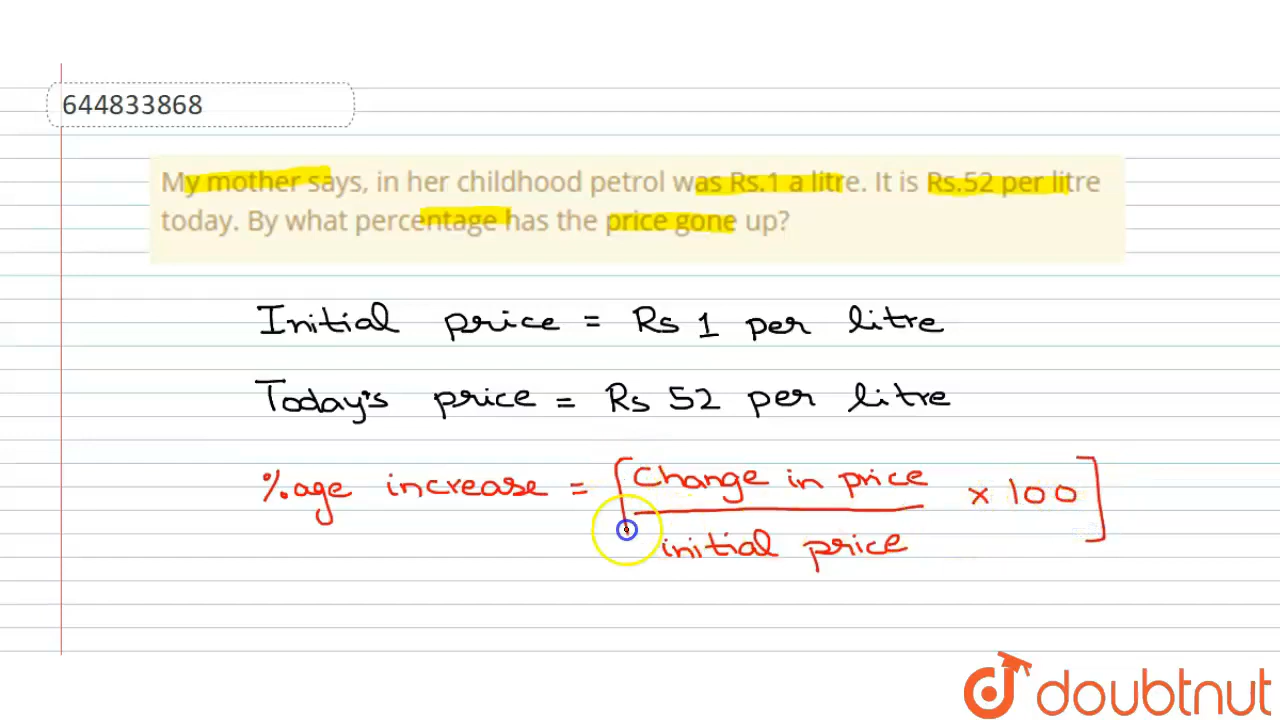 644833868
My mother says, in her childhood petrol was Rs.1 a litre. It is Rs.52 per litre
today. By what percentage has the price gone up?
Initial price = Rs 1 per litre
Today's price = Rs 52 per litre
%age increase = [Change in price / initial price × 100]
doubtnut